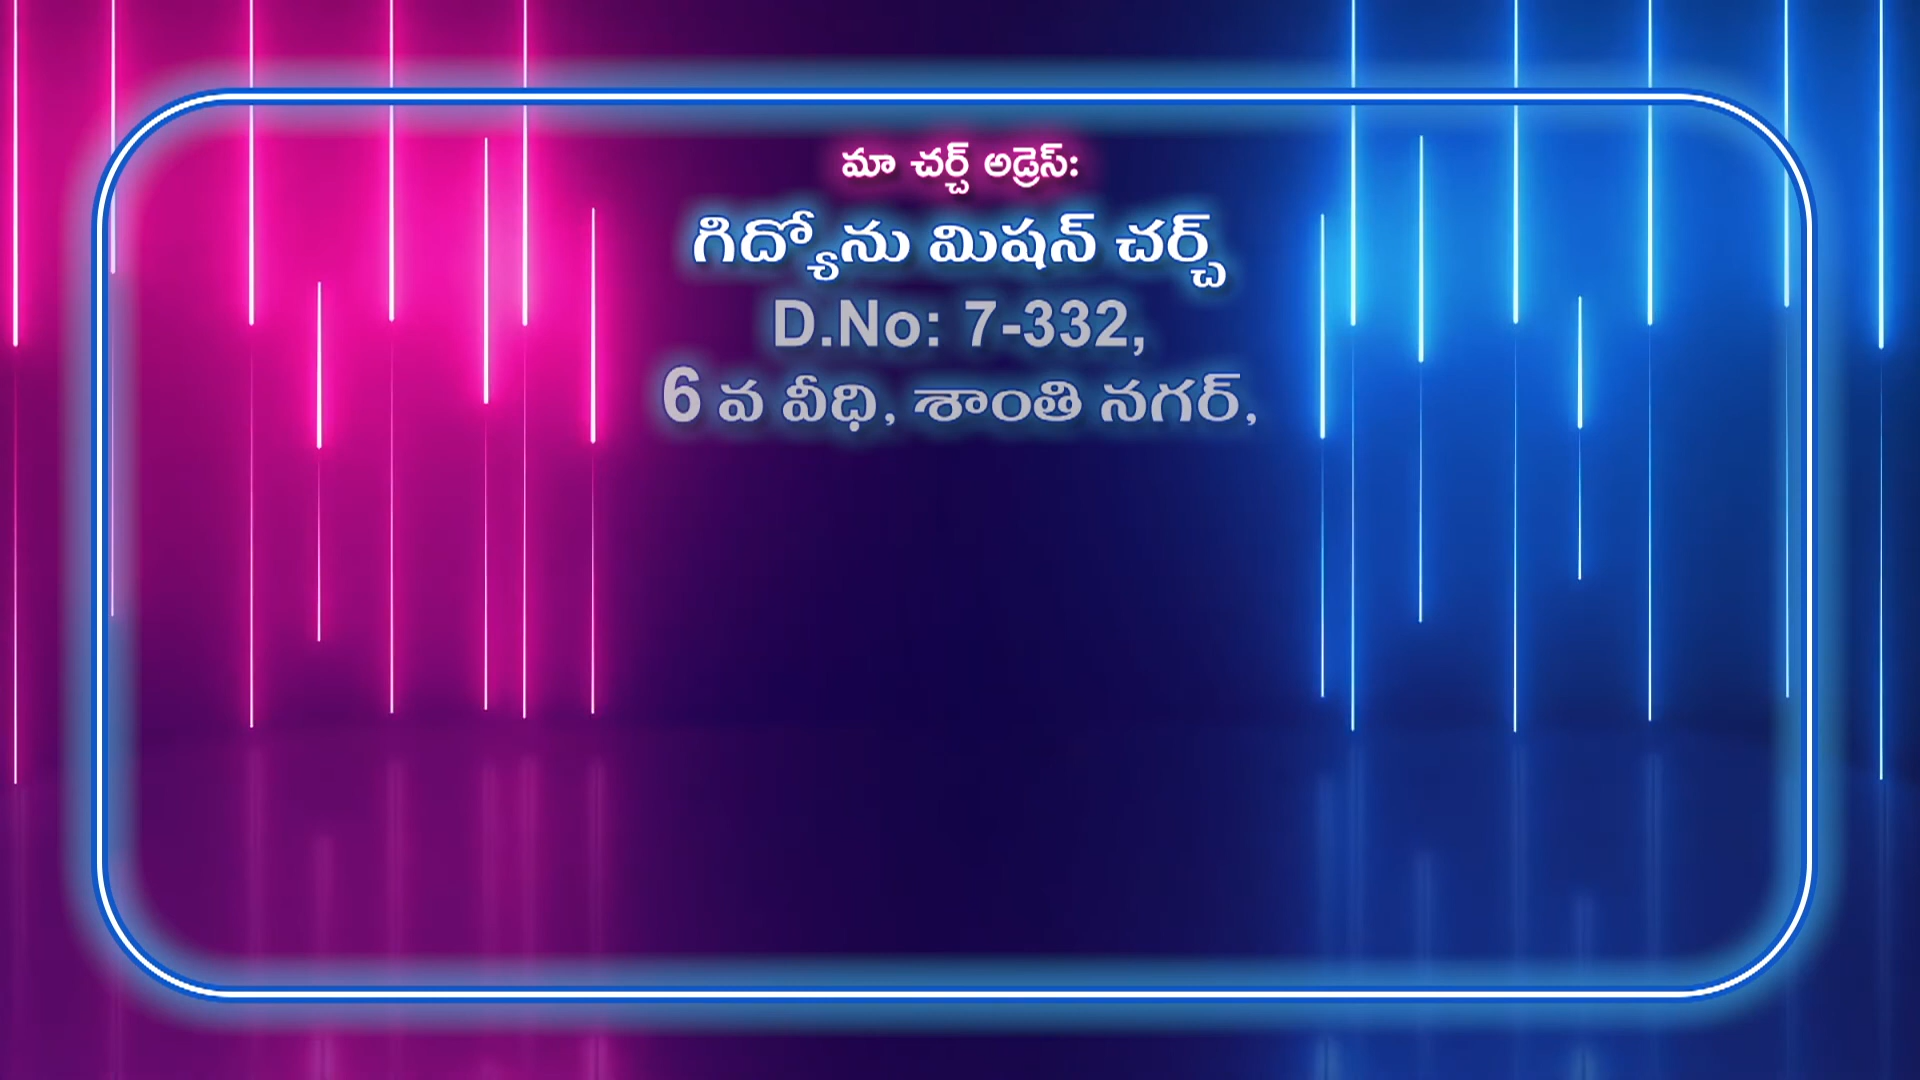 మా చర్చ్ అడ్రెస్:
గిద్యోను మిషన్ చర్చ్
D.No: 7-332,
6 వ వీధి, శాంతి నగర్,